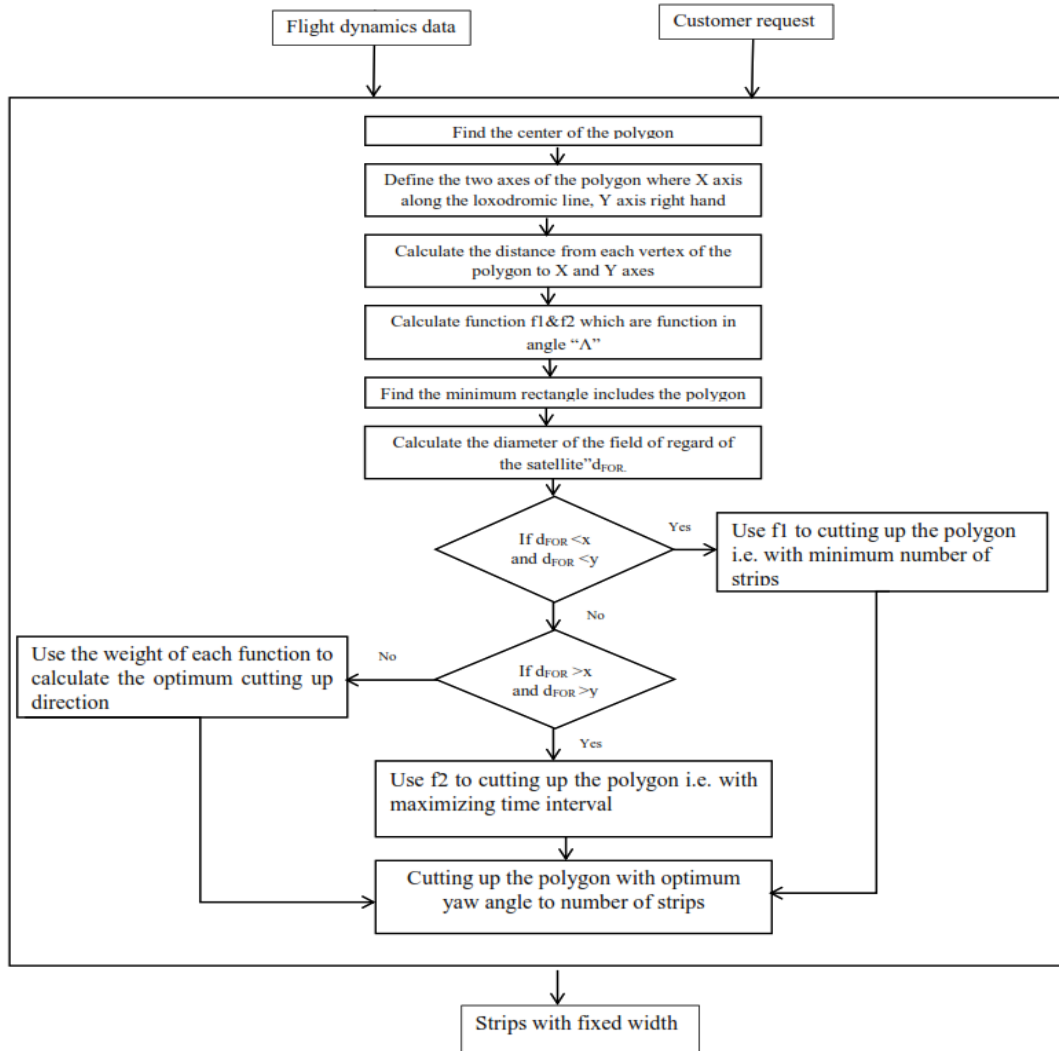 Flight dynamics data
Customer request
Find the center of the polygon
Define the two axes of the polygon where X axis
along the loxodromic line, Y axis right hand
Calculate the distance from each vertex of the
polygon to X and Y axes
Calculate function f1&f2 which are function in
angle “Λ”
Find the minimum rectangle includes the polygon
Calculate the diameter of the field of regard of
the satellite”dFOR.
If dFOR <x
and dFOR <y
Yes
Use f1 to cutting up the polygon
i.e. with minimum number of
strips
No
If dFOR >x
and dFOR >y
No
Use the weight of each function to
calculate the optimum cutting up
direction
Yes
Use f2 to cutting up the polygon i.e. with
maximizing time interval
Cutting up the polygon with optimum
yaw angle to number of strips
Strips with fixed width